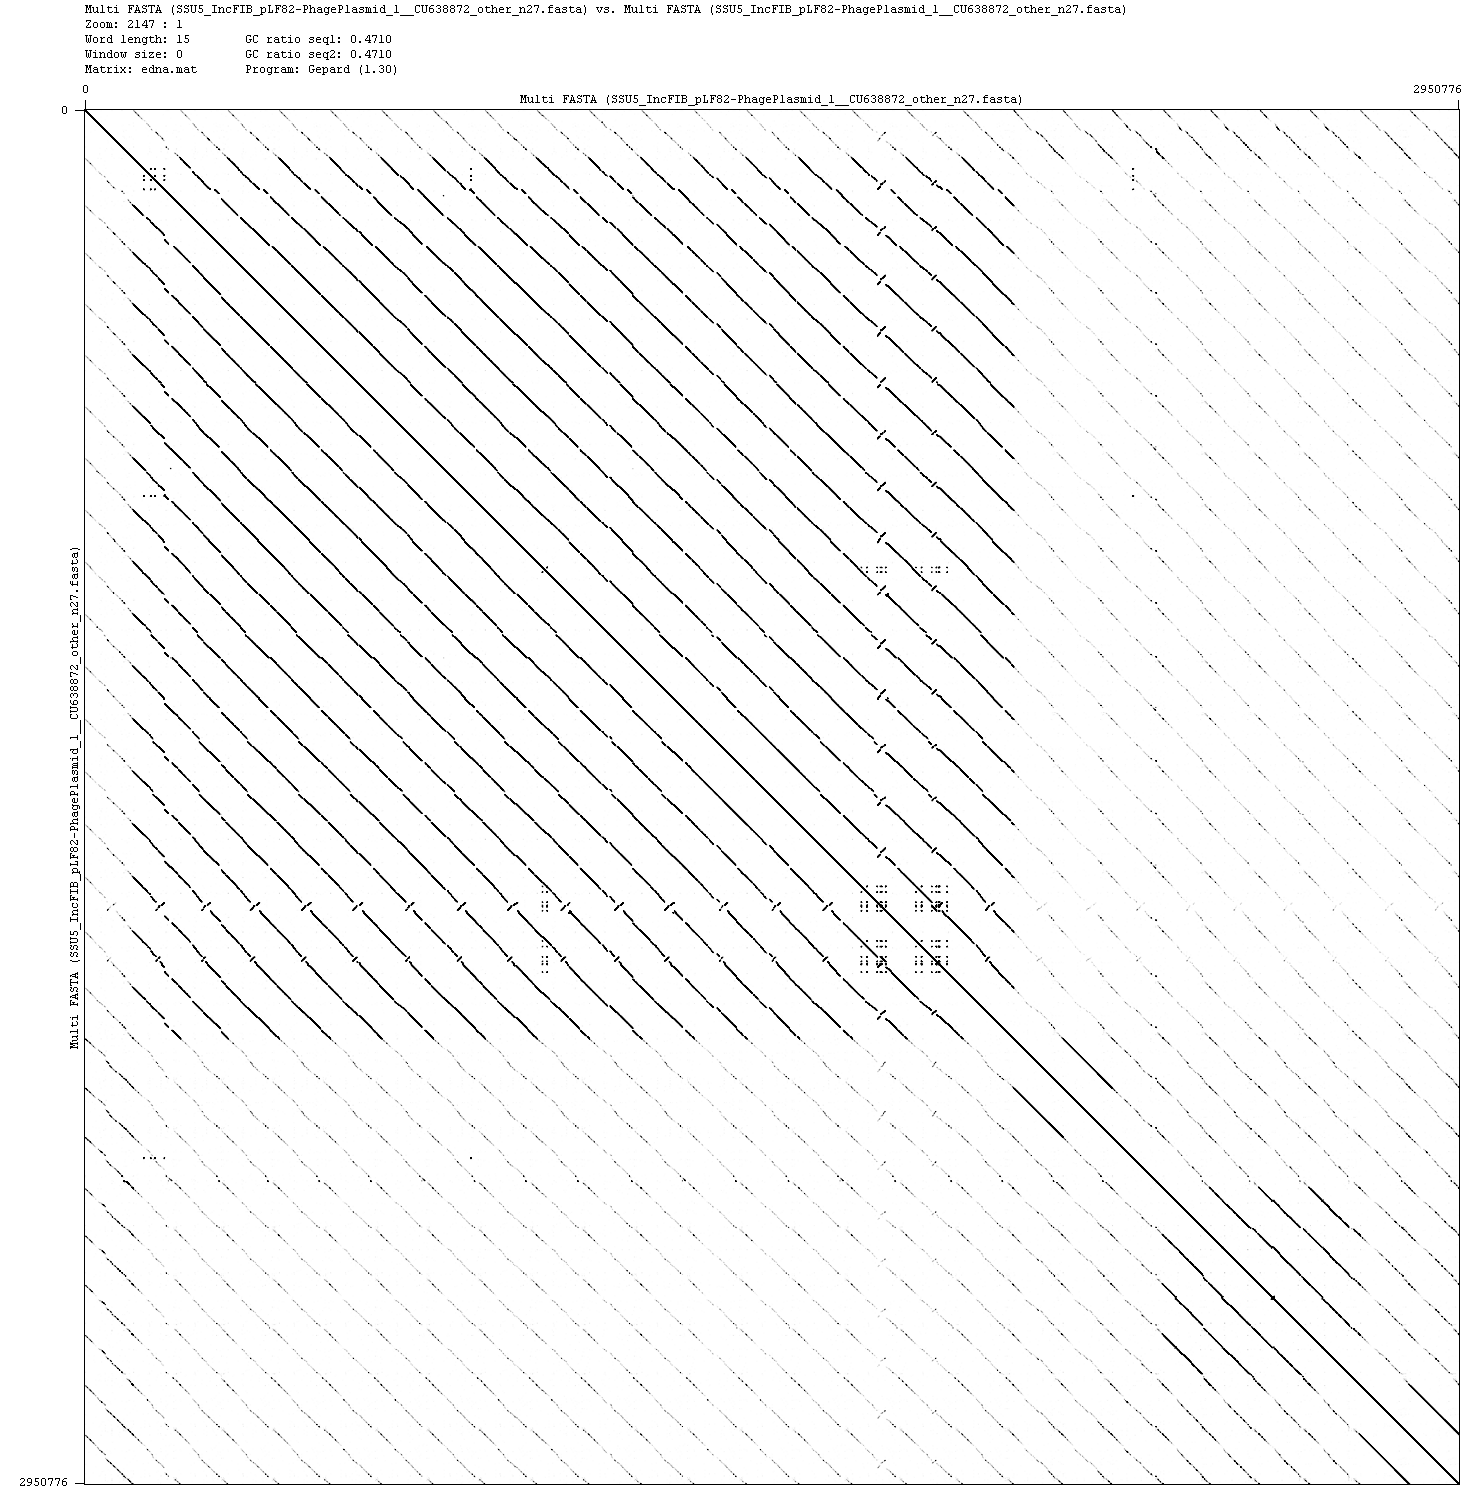 Multi FASTA (SSU5_IncFIB_pLF82-PhagePlasmid_1__CU638872_other_n27.fasta) vs. Multi FASTA (SSU5_IncFIB_pLF82-PhagePlasmid_1__CU638872_other_n27.fasta)
Zoom: 2147 : 1
Word length: 15 GC ratio seq1: 0.4710
Window size: 0 GC ratio seq2: 0.4710
Matrix: edna.mat Program: Gepard (1.30)
0 2950776
Multi FASTA (SSU5_IncFIB_pLF82-PhagePlasmid_1__CU638872_other_n27.fasta)
0
Multi FASTA (SSU5_IncFIB_pLF82-PhagePlasmid_1__CU638872_other_n27.fasta)
2950776